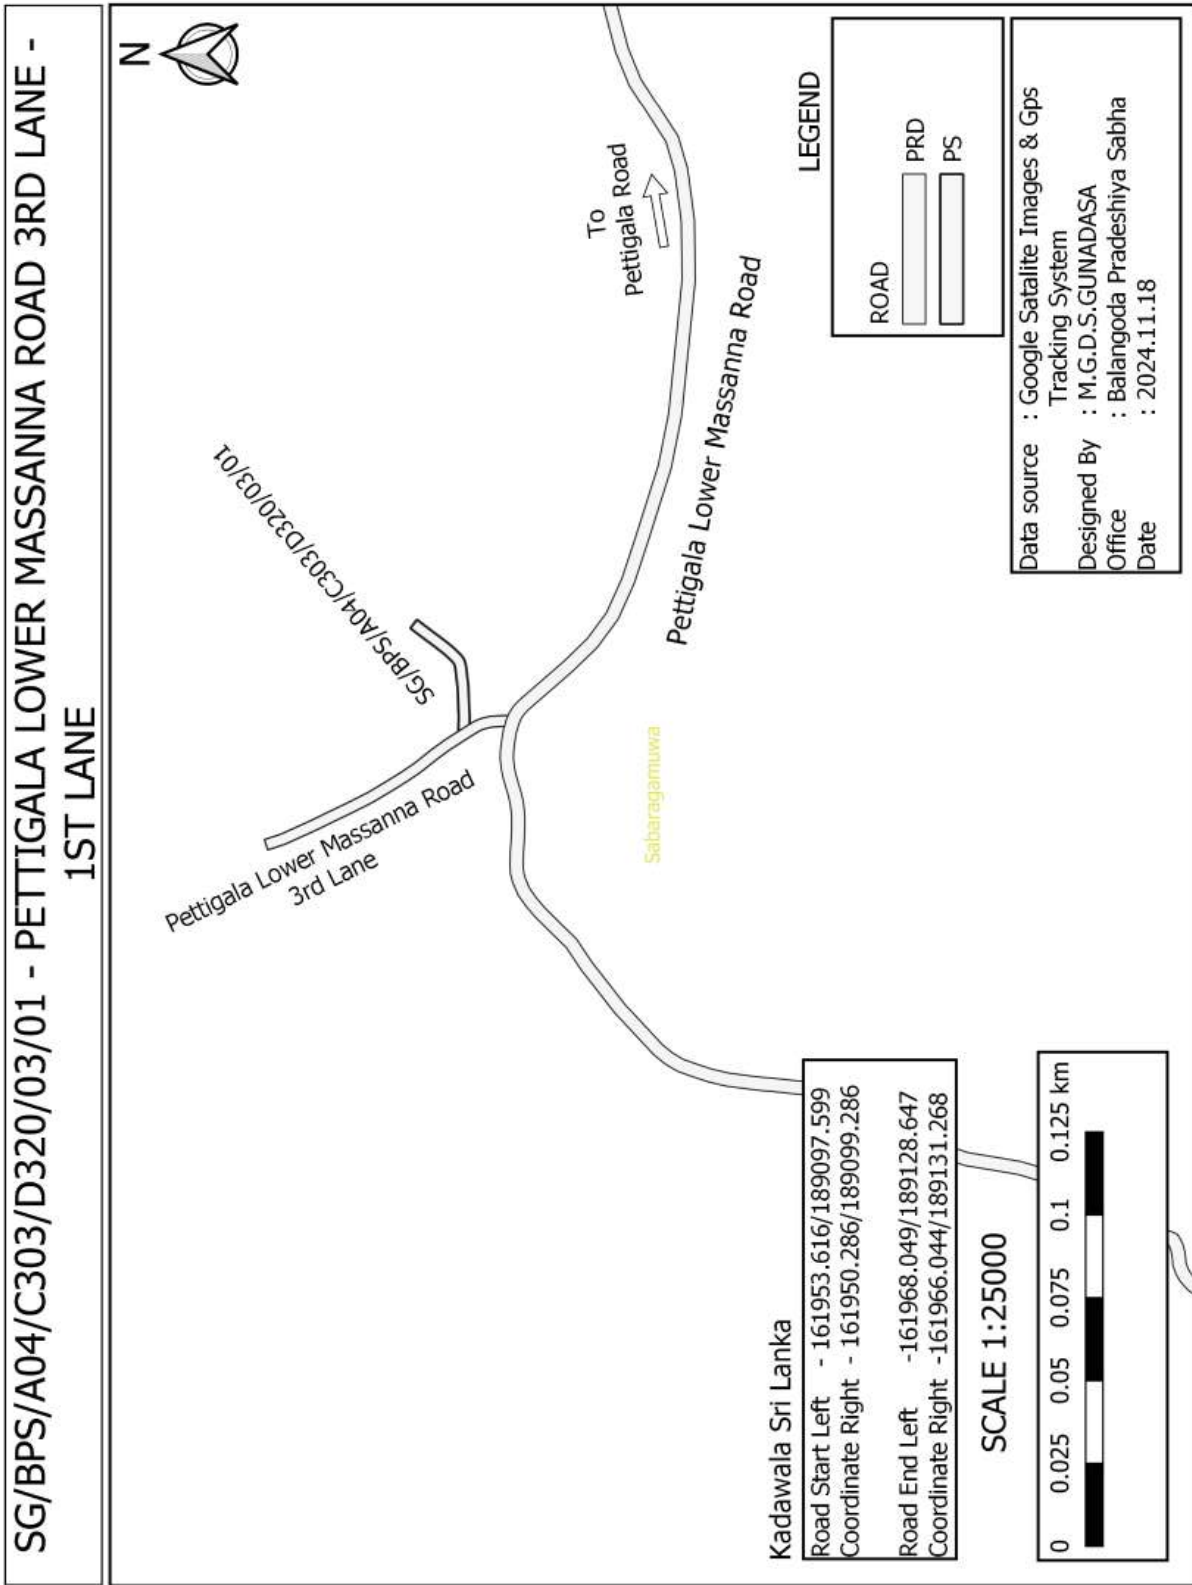 SG/BPS/A04/C303/D320/03/01 - PETTIGALA LOWER MASSANNA ROAD 3RD LANE -
1ST LANE
N
SG/BPS/A04/C303/D320/03/01
Pettigala Lower Massanna Road
3rd Lane
To
Pettigala Road
Pettigala Lower Massanna Road
Sabaragamuwa
Kadawala Sri Lanka
Road Start Left - 161953.616/189097.599
Coordinate Right - 161950.286/189099.286
Road End Left -161968.049/189128.647
Coordinate Right -161966.044/189131.268
SCALE 1:25000
0 0.025 0.05 0.075 0.1 0.125 km
LEGEND
ROAD
PRD
PS
Data source : Google Satalite Images & Gps
Tracking System
Designed By : M.G.D.S.GUNADASA
Office : Balangoda Pradeshiya Sabha
Date : 2024.11.18